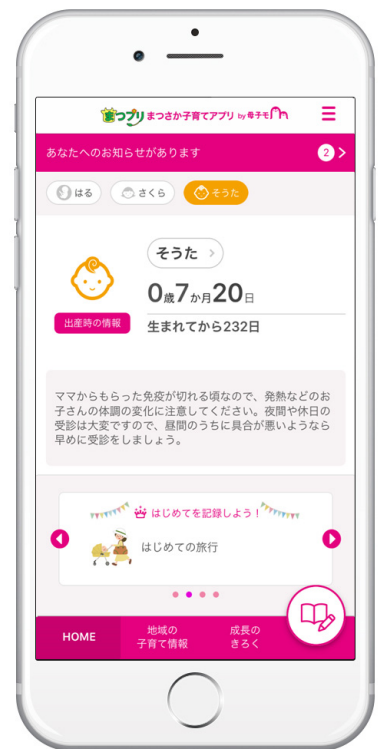 まつプリ まつさか子育てアプリ by 母子モ
あなたへのお知らせがあります 2
はる さくら そうた
そうた
0歳7か月20日
出産時の情報
生まれてから232日
ママからもらった免疫が切れる頃なので、発熱などのお
子さんの体調の変化に注意してください。夜間や休日の
受診は大変ですので、昼間のうちに具合が悪いようなら
早めに受診をしましょう。
はじめてを記録しよう!
はじめての旅行
HOME
地域の
子育て情報
成長の
きろく